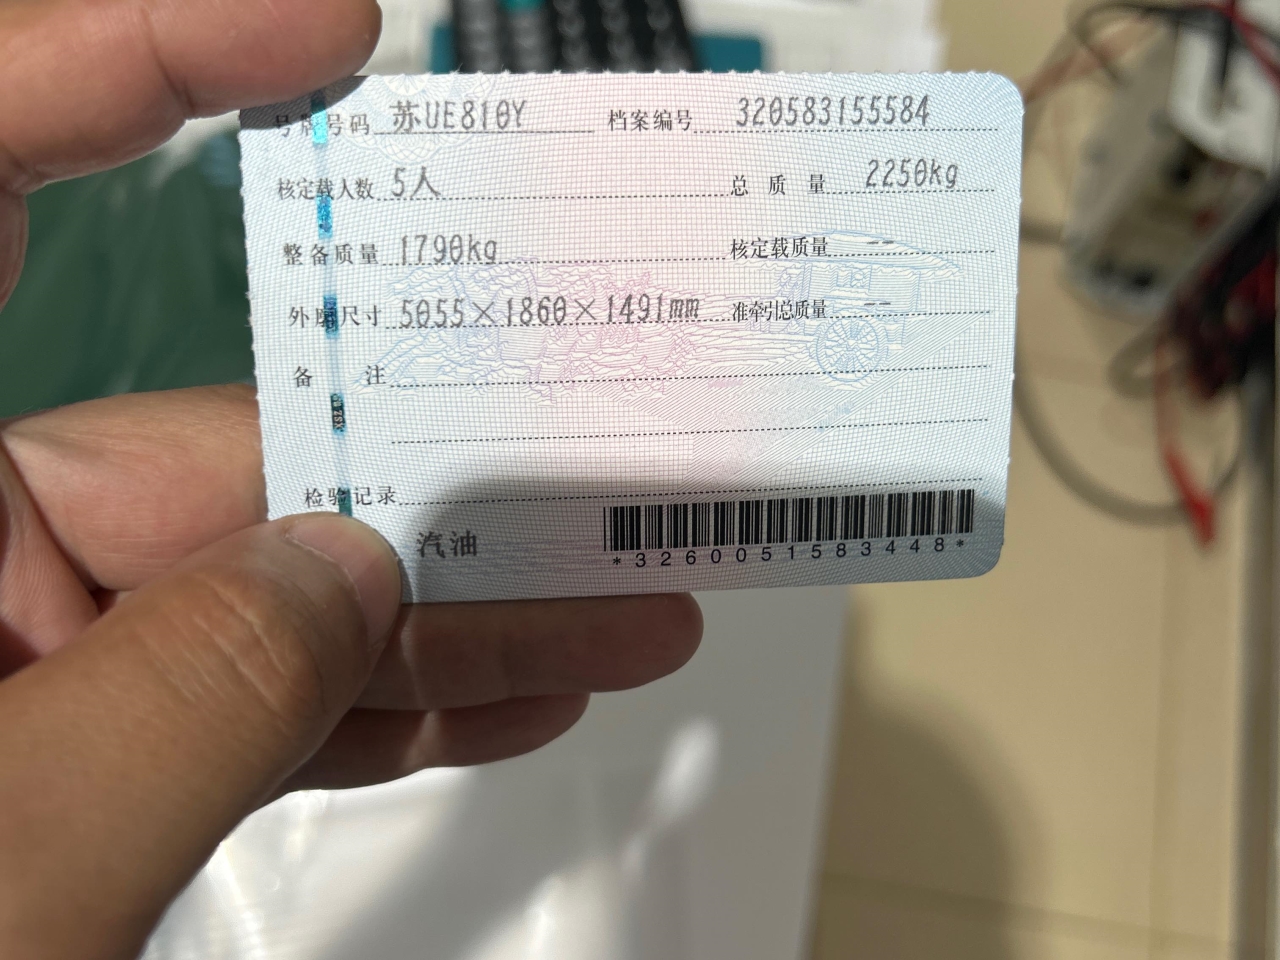 号牌号码 苏UE810Y 档案编号 320583155584
核定载人数 5人 总质量 2250kg
整备质量 1790kg 核定载质量 --
外廓尺寸 5055×1860×1491mm 准牵引总质量 --
备注
检验记录
汽油
*3260051583448*